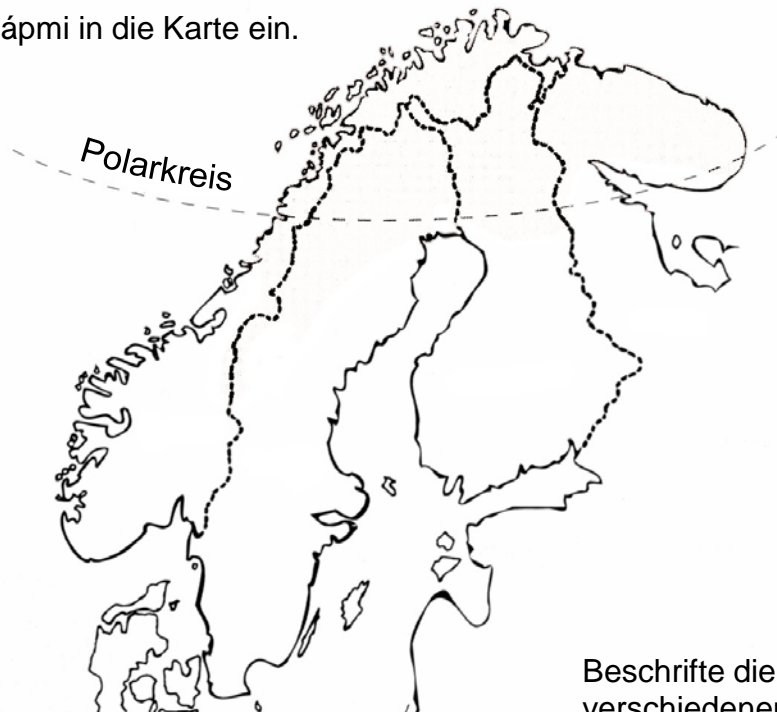 ápmi in die Karte ein.
Polarkreis
Beschrifte die
verschiedenen